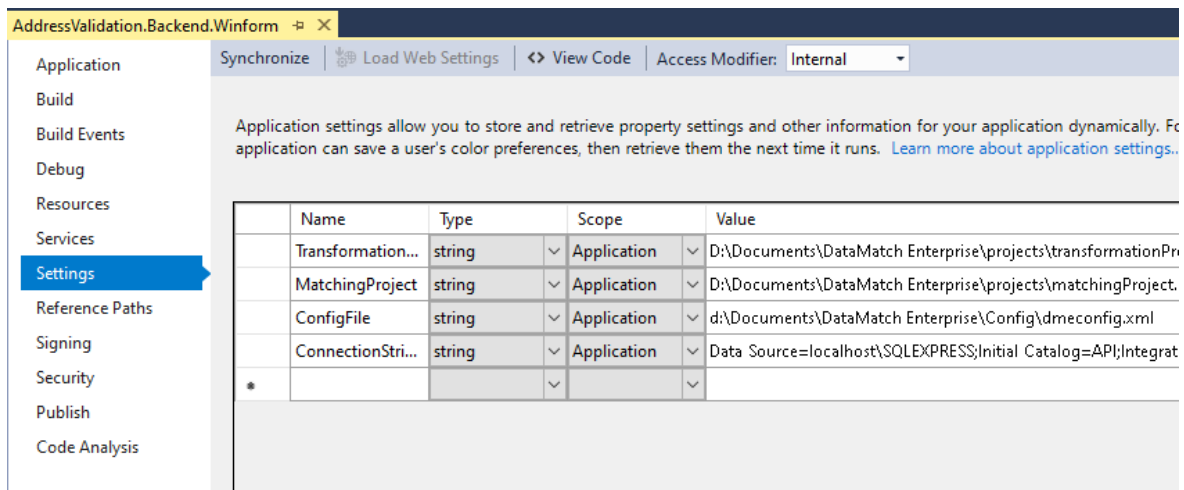 AddressValidation.Backend.Winform
Synchronize Load Web Settings <> View Code Access Modifier: Internal
Application
Build
Build Events
Debug
Resources
Services
Settings
Reference Paths
Signing
Security
Publish
Code Analysis
Application settings allow you to store and retrieve property settings and other information for your application dynamically.
application can save a user's color preferences, then retrieve them the next time it runs. Learn more about application settings..
Name Type Scope Value
Transformation... string Application D:\Documents\DataMatch Enterprise\projects\transformationPr
MatchingProject string Application D:\Documents\DataMatch Enterprise\projects\matchingProject.
ConfigFile string Application d:\Documents\DataMatch Enterprise\Config\dmeconfig.xml
ConnectionStri... string Application Data Source=localhost\SQLEXPRESS;Initial Catalog=API;Integrat